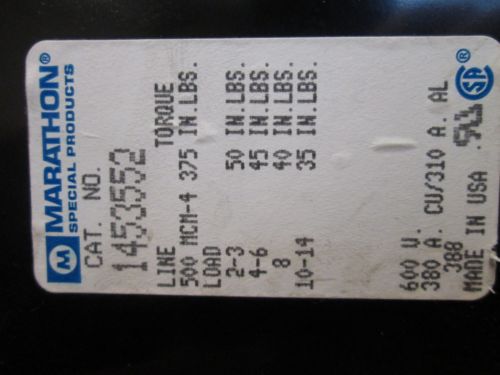 MARATHON®
SPECIAL PRODUCTS
CAT. NO.
1453552
LINE TORQUE
500 MCM-4 375 IN.LBS.
LOAD
2-3 50 IN.LBS.
4-6 45 IN.LBS.
8 40 IN.LBS.
10-14 35 IN.LBS.
600 V.
380 A. CU/310 A. AL
388
MADE IN USA